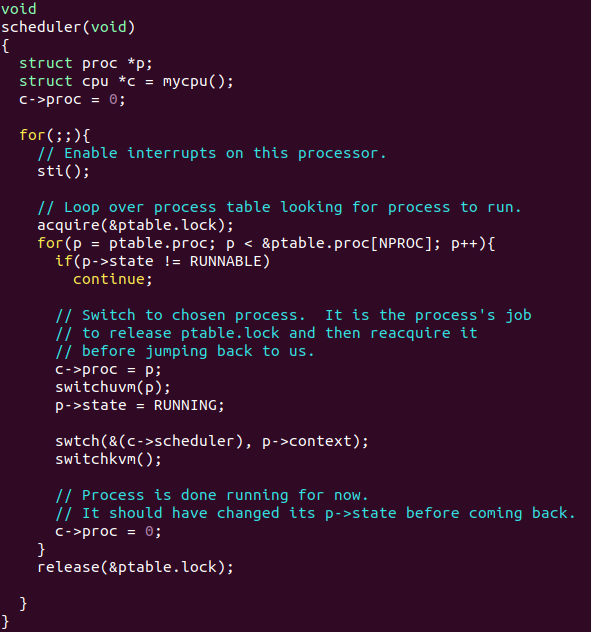 void
scheduler(void)
{
  struct proc *p;
  struct cpu *c = mycpu();
  c->proc = 0;

  for(;;){
    // Enable interrupts on this processor.
    sti();

    // Loop over process table looking for process to run.
    acquire(&ptable.lock);
    for(p = ptable.proc; p < &ptable.proc[NPROC]; p++){
      if(p->state != RUNNABLE)
        continue;

      // Switch to chosen process.  It is the process's job
      // to release ptable.lock and then reacquire it
      // before jumping back to us.
      c->proc = p;
      switchuvm(p);
      p->state = RUNNING;

      swtch(&(c->scheduler), p->context);
      switchkvm();

      // Process is done running for now.
      // It should have changed its p->state before coming back.
      c->proc = 0;
    }
    release(&ptable.lock);

  }
}